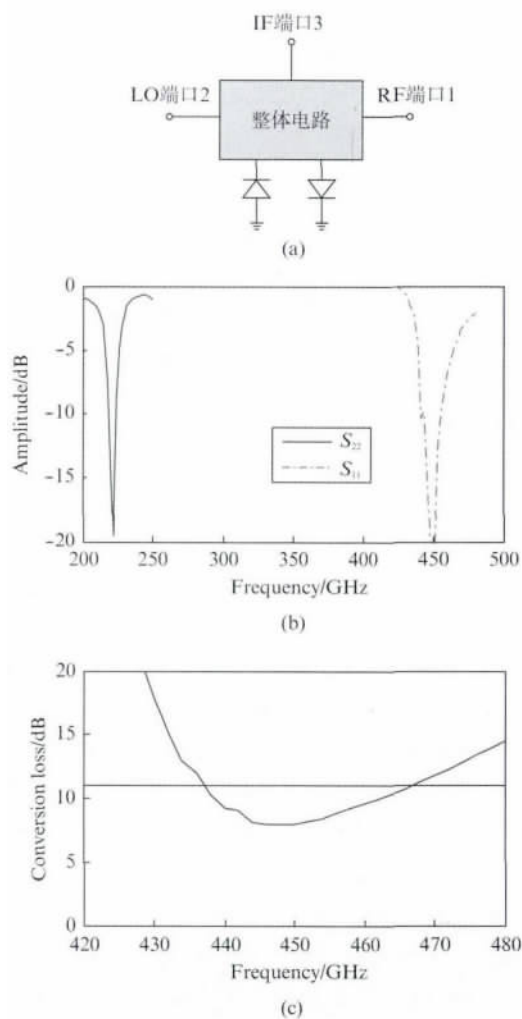 IF端口3
LO端口2
RF端口1
整体电路
(a)
Amplitude/dB
0
-5
-10
-15
-20
S22
S11
200 250 300 350 400 450 500
Frequency/GHz
(b)
Conversion loss/dB
20
15
10
5
0
420 430 440 450 460 470 480
Frequency/GHz
(c)